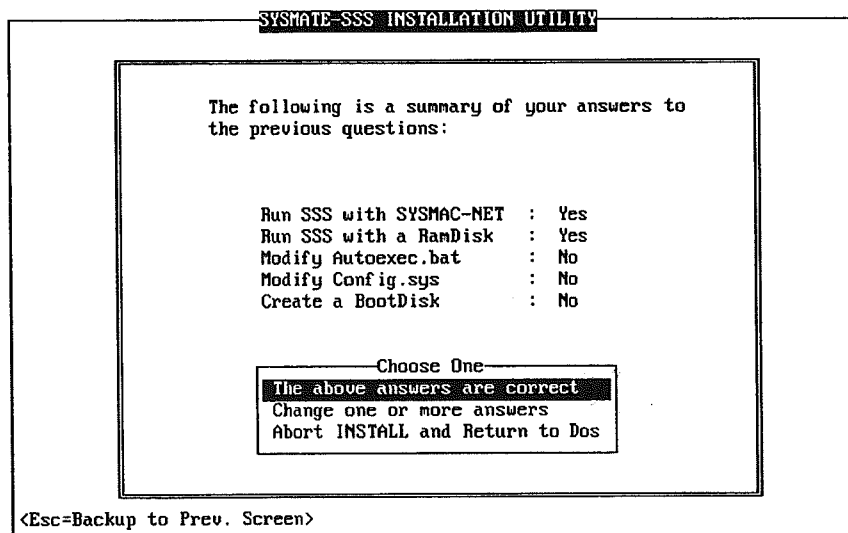 SYSMATE-SSS INSTALLATION UTILITY
The following is a summary of your answers to
the previous questions:
Run SSS with SYSMAC-NET : Yes
Run SSS with a RamDisk : Yes
Modify Autoexec.bat : No
Modify Config.sys : No
Create a BootDisk : No
Choose One
The above answers are correct
Change one or more answers
Abort INSTALL and Return to Dos
<Esc=Backup to Prev. Screen>